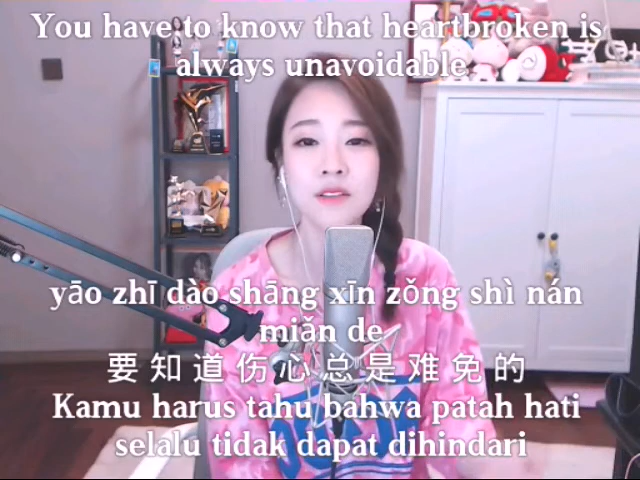 You have to know that heartbroken is
always unavoidable
yāo zhī dào shāng xīn zǒng shì nán
miǎn de
要知道伤心总是难免的
Kamu harus tahu bahwa patah hati
selalu tidak dapat dihindari